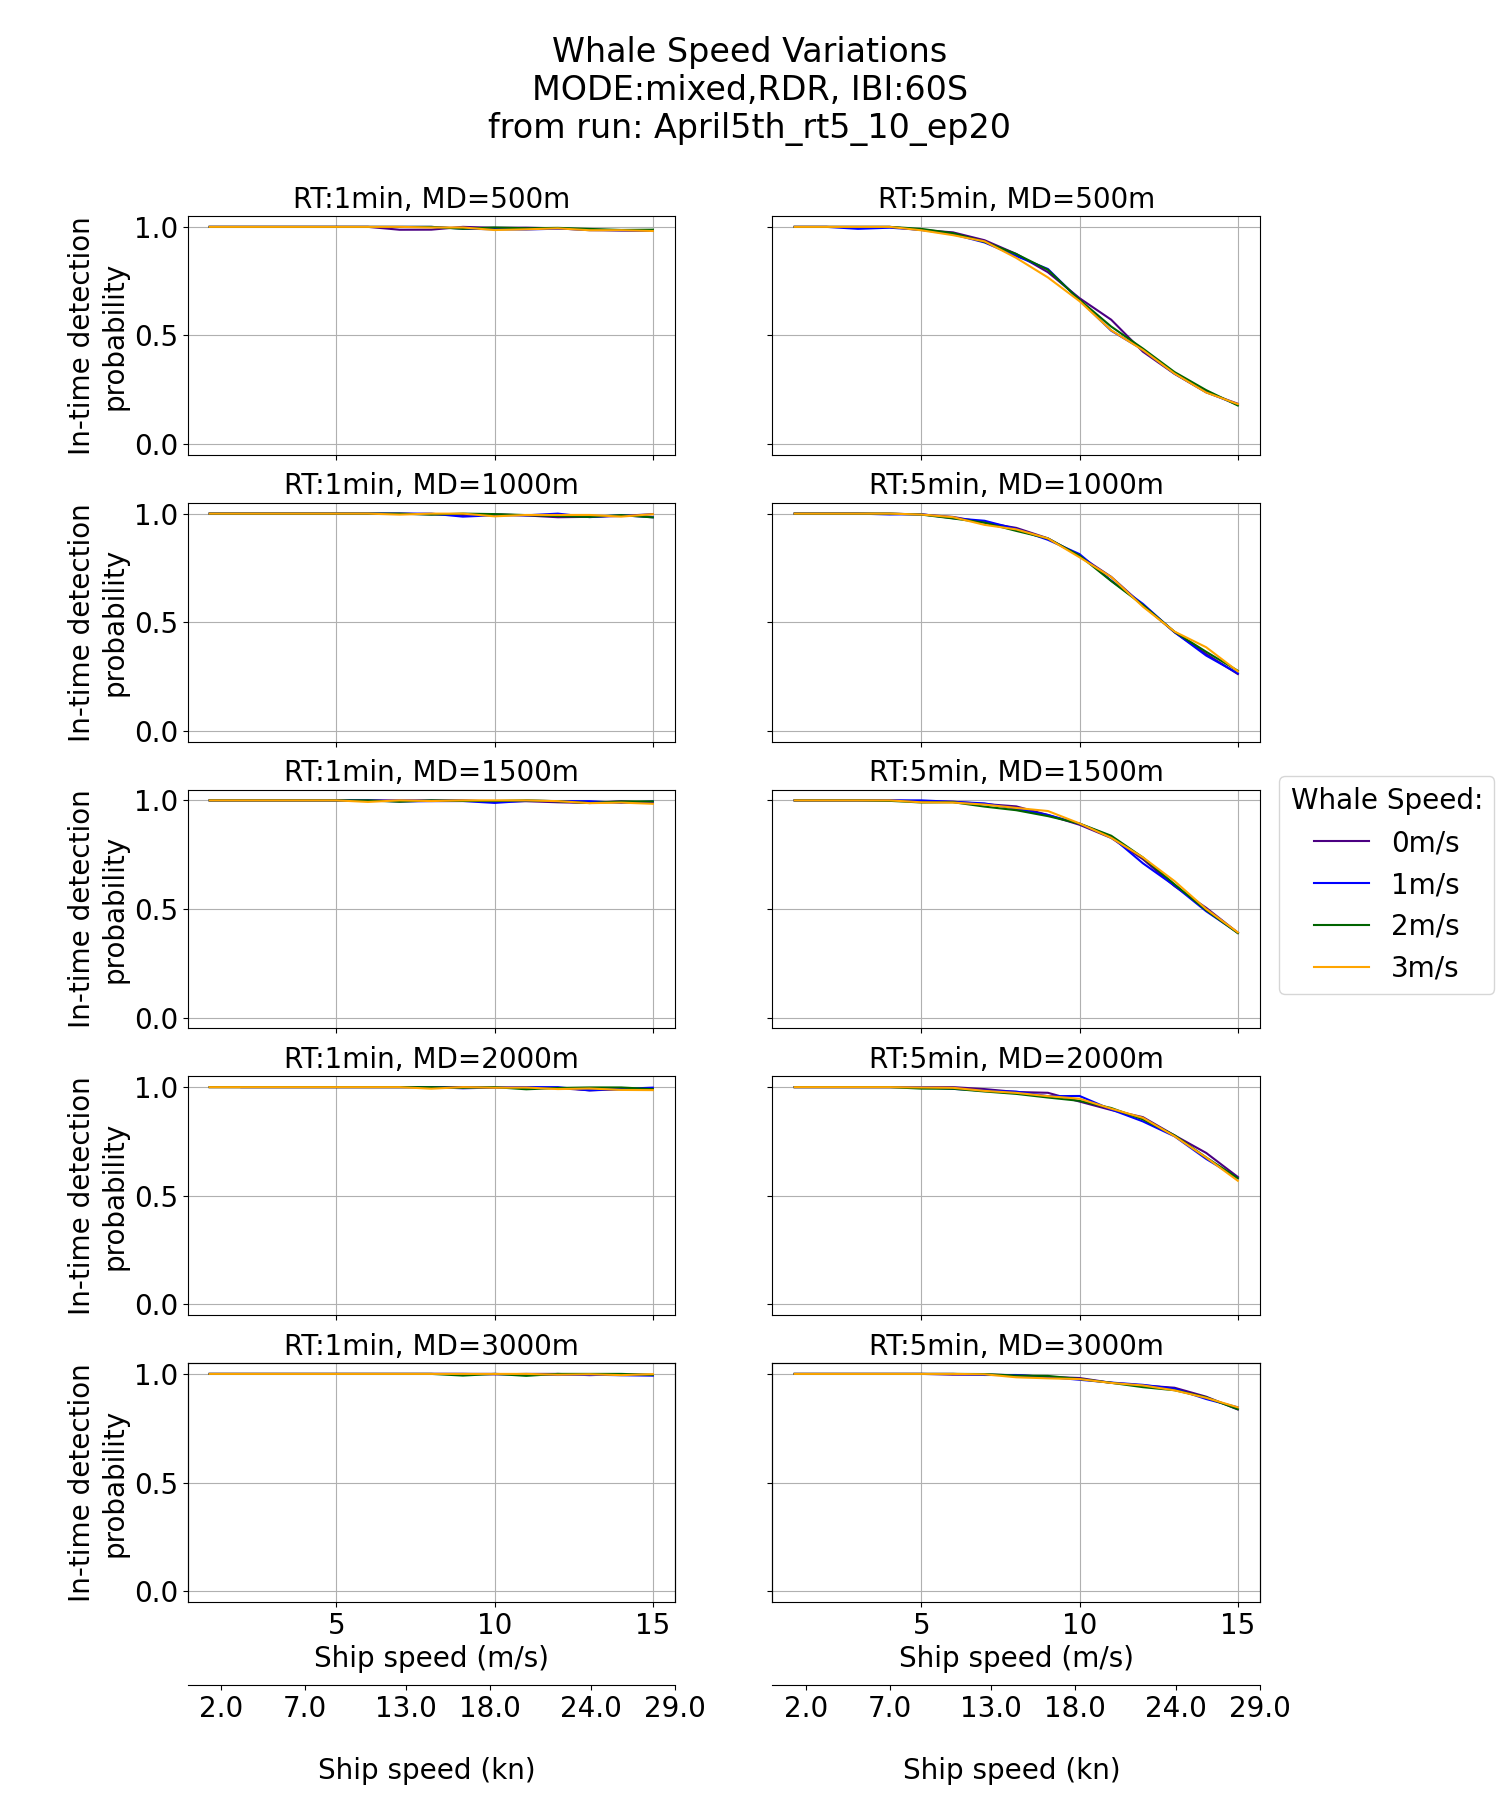 Whale Speed Variations
MODE:mixed,RDR, IBI:60S
from run: April5th_rt5_10_ep20
RT:1min, MD=500m
RT:5min, MD=500m
In-time detection
probability
1.0
0.5
0.0
RT:1min, MD=1000m
RT:5min, MD=1000m
In-time detection
probability
1.0
0.5
0.0
RT:1min, MD=1500m
RT:5min, MD=1500m
In-time detection
probability
1.0
0.5
0.0
Whale Speed:
0m/s
1m/s
2m/s
3m/s
RT:1min, MD=2000m
RT:5min, MD=2000m
In-time detection
probability
1.0
0.5
0.0
RT:1min, MD=3000m
RT:5min, MD=3000m
In-time detection
probability
1.0
0.5
0.0
5 10 15
5 10 15
Ship speed (m/s)
Ship speed (m/s)
2.0 7.0 13.0 18.0 24.0 29.0
2.0 7.0 13.0 18.0 24.0 29.0
Ship speed (kn)
Ship speed (kn)